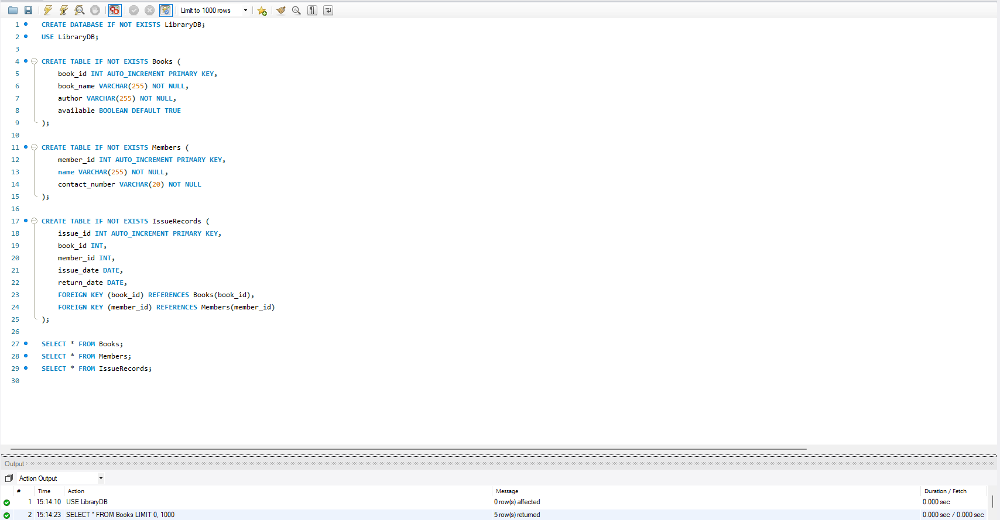 Limit to 1000 rows
1 CREATE DATABASE IF NOT EXISTS LibraryDB;
2 USE LibraryDB;
3
4 CREATE TABLE IF NOT EXISTS Books (
5 book_id INT AUTO_INCREMENT PRIMARY KEY,
6 book_name VARCHAR(255) NOT NULL,
7 author VARCHAR(255) NOT NULL,
8 available BOOLEAN DEFAULT TRUE
9 );
10
11 CREATE TABLE IF NOT EXISTS Members (
12 member_id INT AUTO_INCREMENT PRIMARY KEY,
13 name VARCHAR(255) NOT NULL,
14 contact_number VARCHAR(20) NOT NULL
15 );
16
17 CREATE TABLE IF NOT EXISTS IssueRecords (
18 issue_id INT AUTO_INCREMENT PRIMARY KEY,
19 book_id INT,
20 member_id INT,
21 issue_date DATE,
22 return_date DATE,
23 FOREIGN KEY (book_id) REFERENCES Books(book_id),
24 FOREIGN KEY (member_id) REFERENCES Members(member_id)
25 );
26
27 SELECT * FROM Books;
28 SELECT * FROM Members;
29 SELECT * FROM IssueRecords;
30
Output
Action Output
# Time Action Message Duration / Fetch
1 15:14:10 USE LibraryDB 0 row(s) affected 0.000 sec
2 15:14:23 SELECT * FROM Books LIMIT 0, 1000 5 row(s) returned 0.000 sec / 0.000 sec